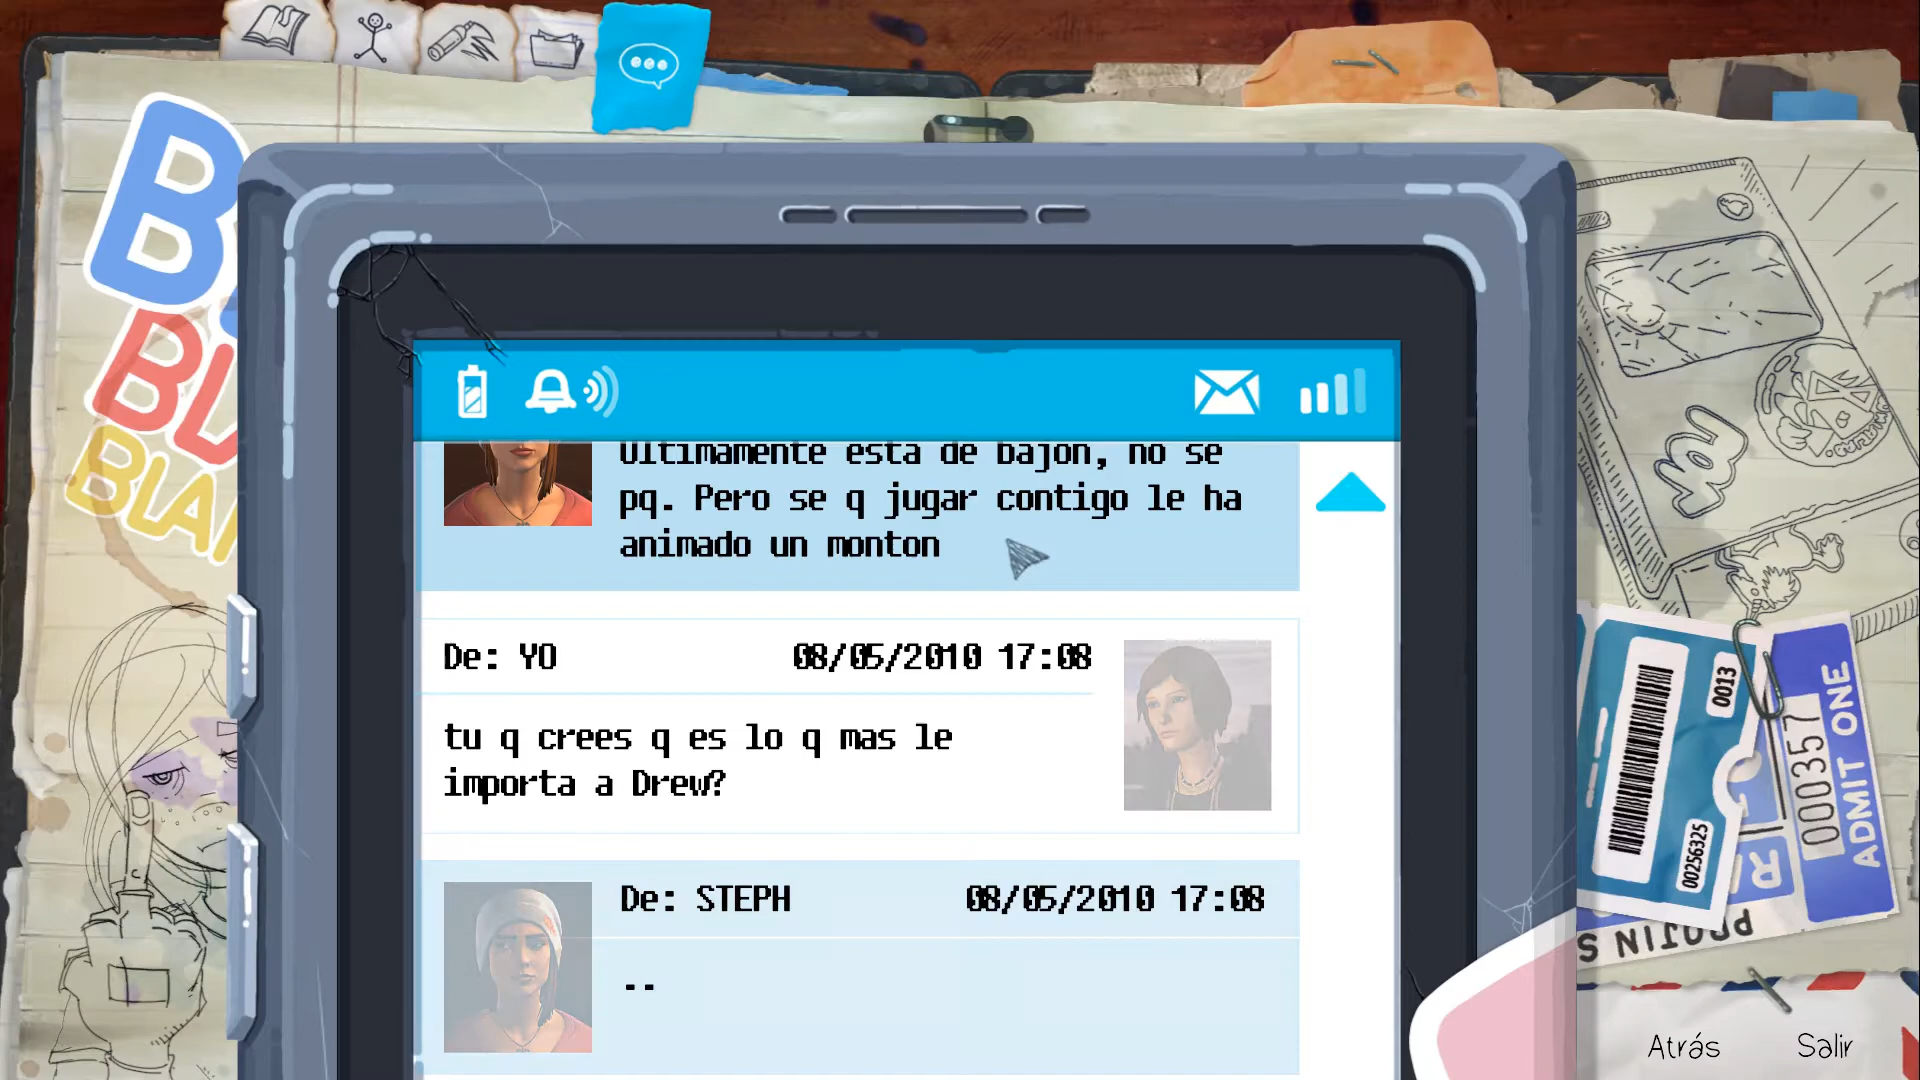 Ultimamente esta de bajon, no se
pq. Pero se q jugar contigo le ha
animado un monton
De: YO 08/05/2010 17:08
tu q crees q es lo q mas le
importa a Drew?
De: STEPH 08/05/2010 17:08
..
BL
BLA
0013
00256325
000357
ADMIT ONE
Atrás Salir